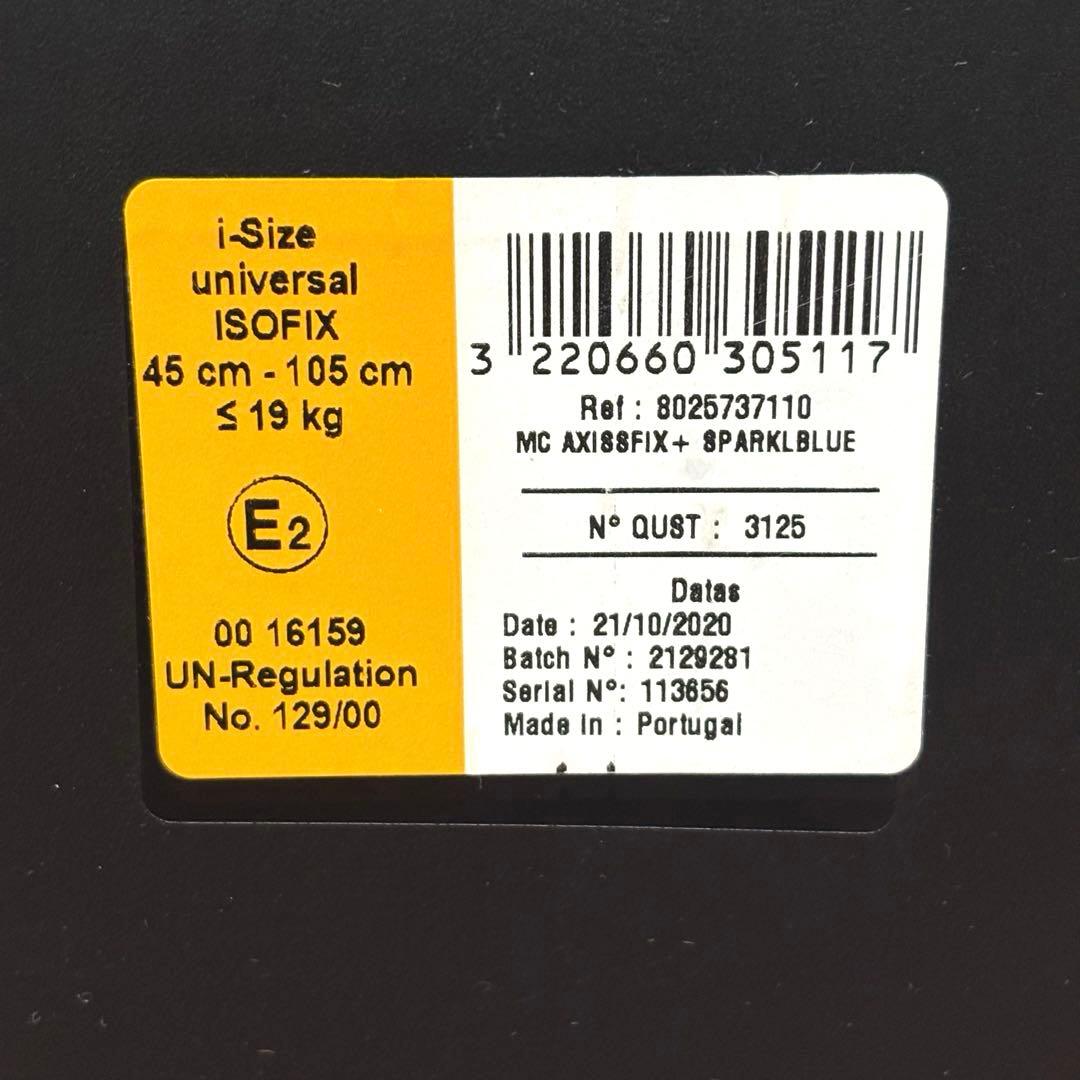 i-Size
universal
ISOFIX
45 cm - 105 cm
≤ 19 kg
E2
00 16159
UN-Regulation
No. 129/00
3 220660 305117
Ref : 8025737110
MC AXISSFIX+ SPARKLBLUE
N° QUST : 3125
Datas
Date : 21/10/2020
Batch N° : 2129281
Serial N°: 113656
Made in : Portugal